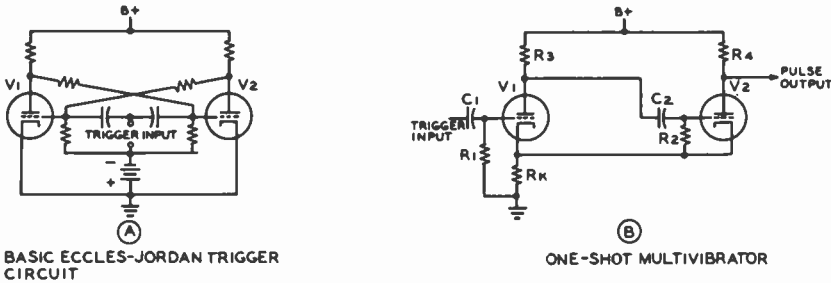 B+
V1
V2
TRIGGER INPUT
-
+
A
BASIC ECCLES-JORDAN TRIGGER
CIRCUIT
B+
R3
R4
V1
V2
PULSE
OUTPUT
C1
C2
TRIGGER
INPUT
R1
R2
RK
B
ONE-SHOT MULTIVIBRATOR